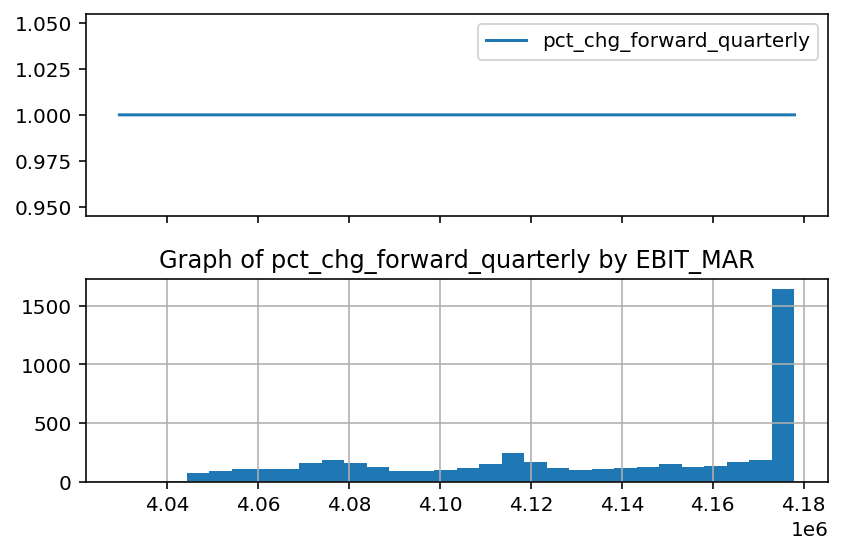 1.050
1.025
1.000
0.975
0.950
pct_chg_forward_quarterly
Graph of pct_chg_forward_quarterly by EBIT_MAR
1500
1000
500
0
4.04 4.06 4.08 4.10 4.12 4.14 4.16 4.18
1e6